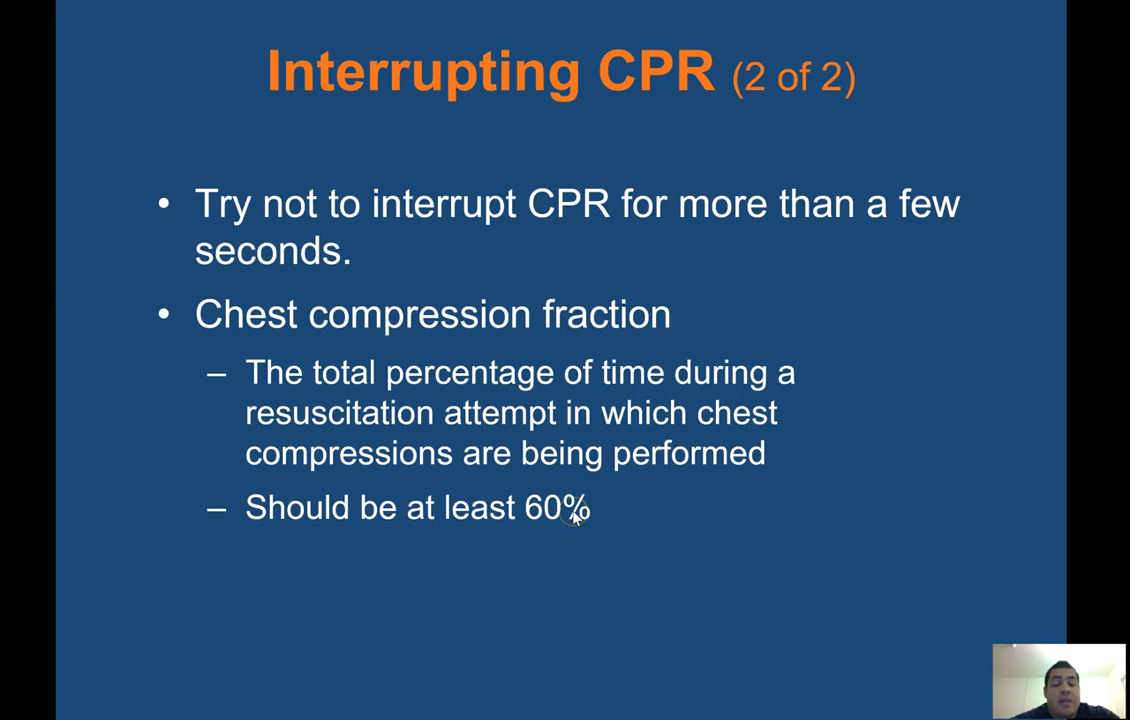 Interrupting CPR (2 of 2)
• Try not to interrupt CPR for more than a few
seconds.
• Chest compression fraction
– The total percentage of time during a
resuscitation attempt in which chest
compressions are being performed
– Should be at least 60%